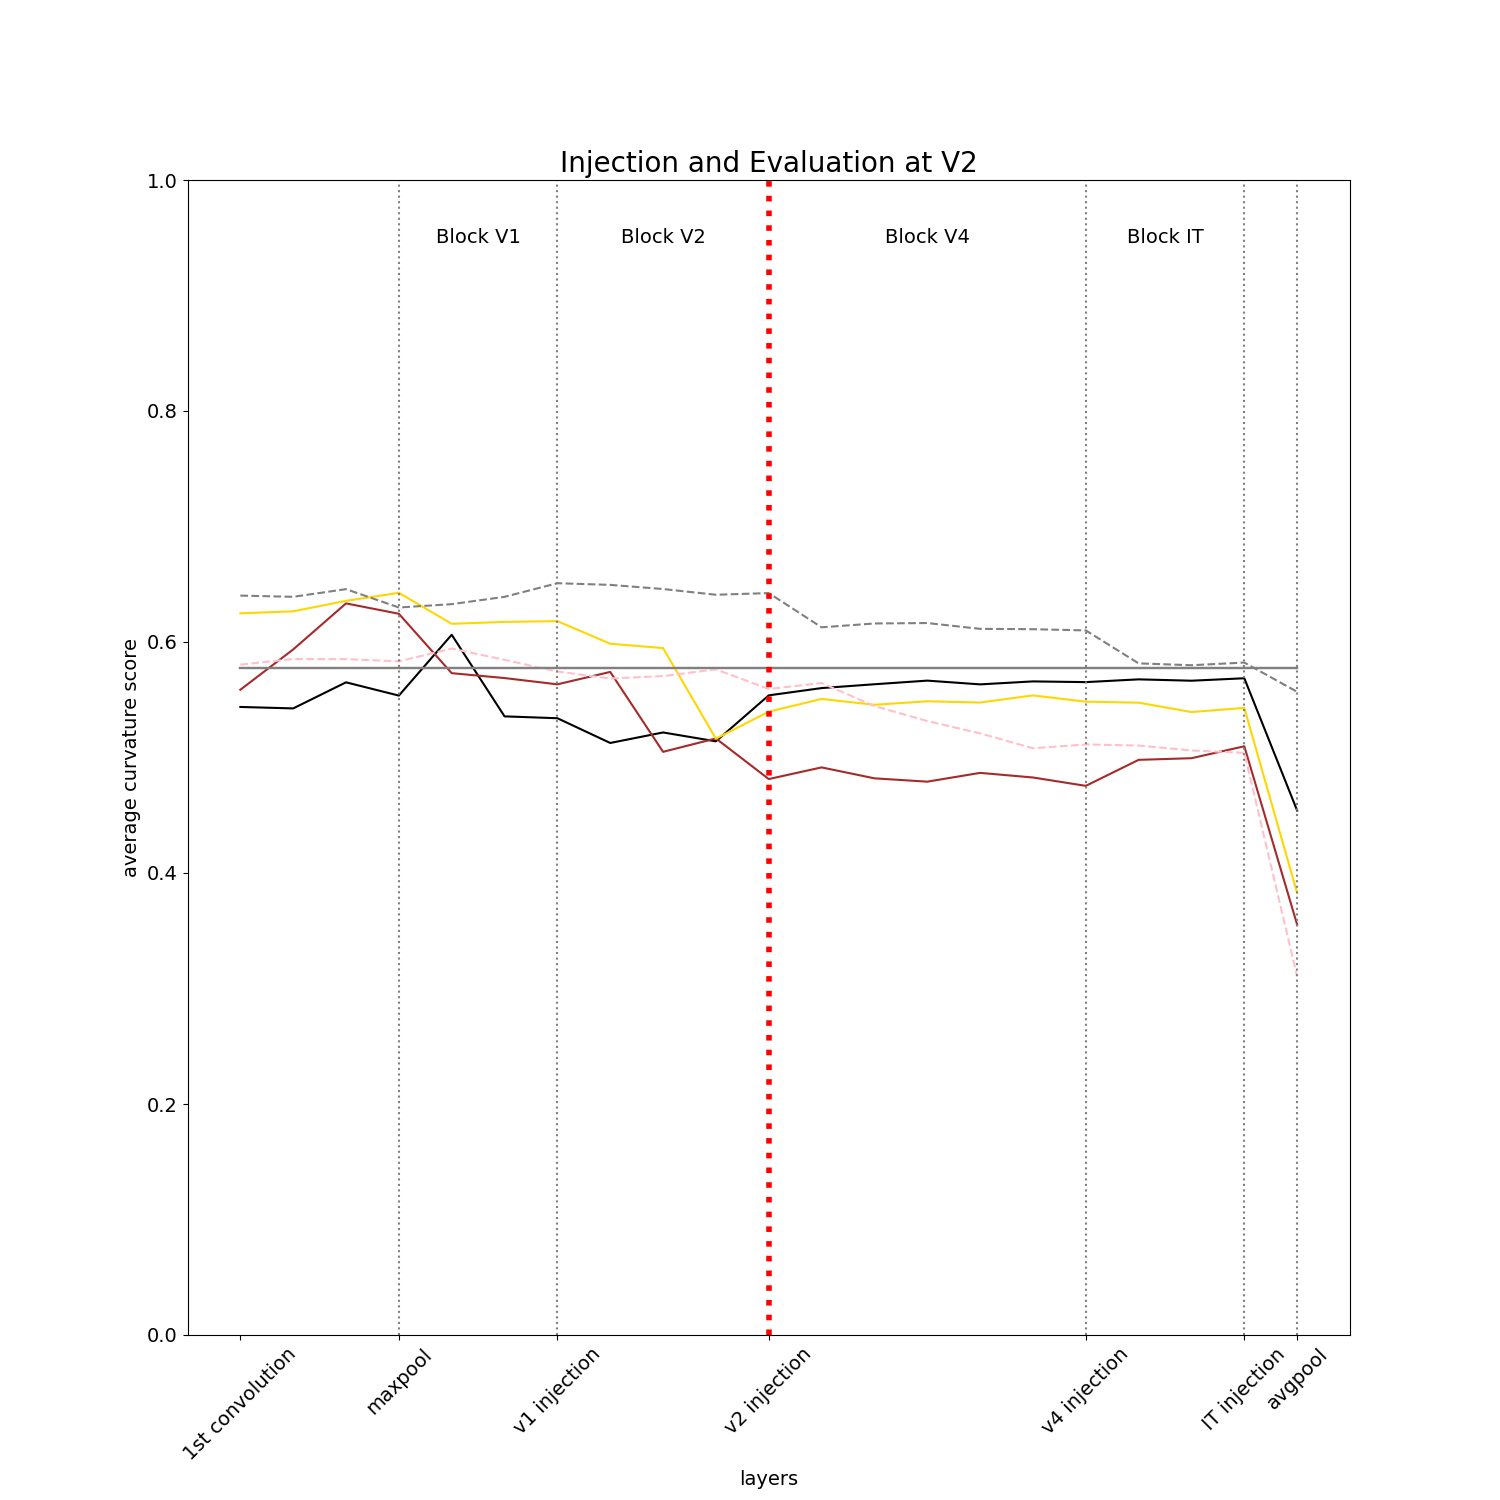 Injection and Evaluation at V2
1.0
Block V1
Block V2
Block V4
Block IT
0.8
0.6
average curvature score
0.4
0.2
0.0
1st convolution
maxpool
v1 injection
v2 injection
v4 injection
IT injection
avgpool
layers